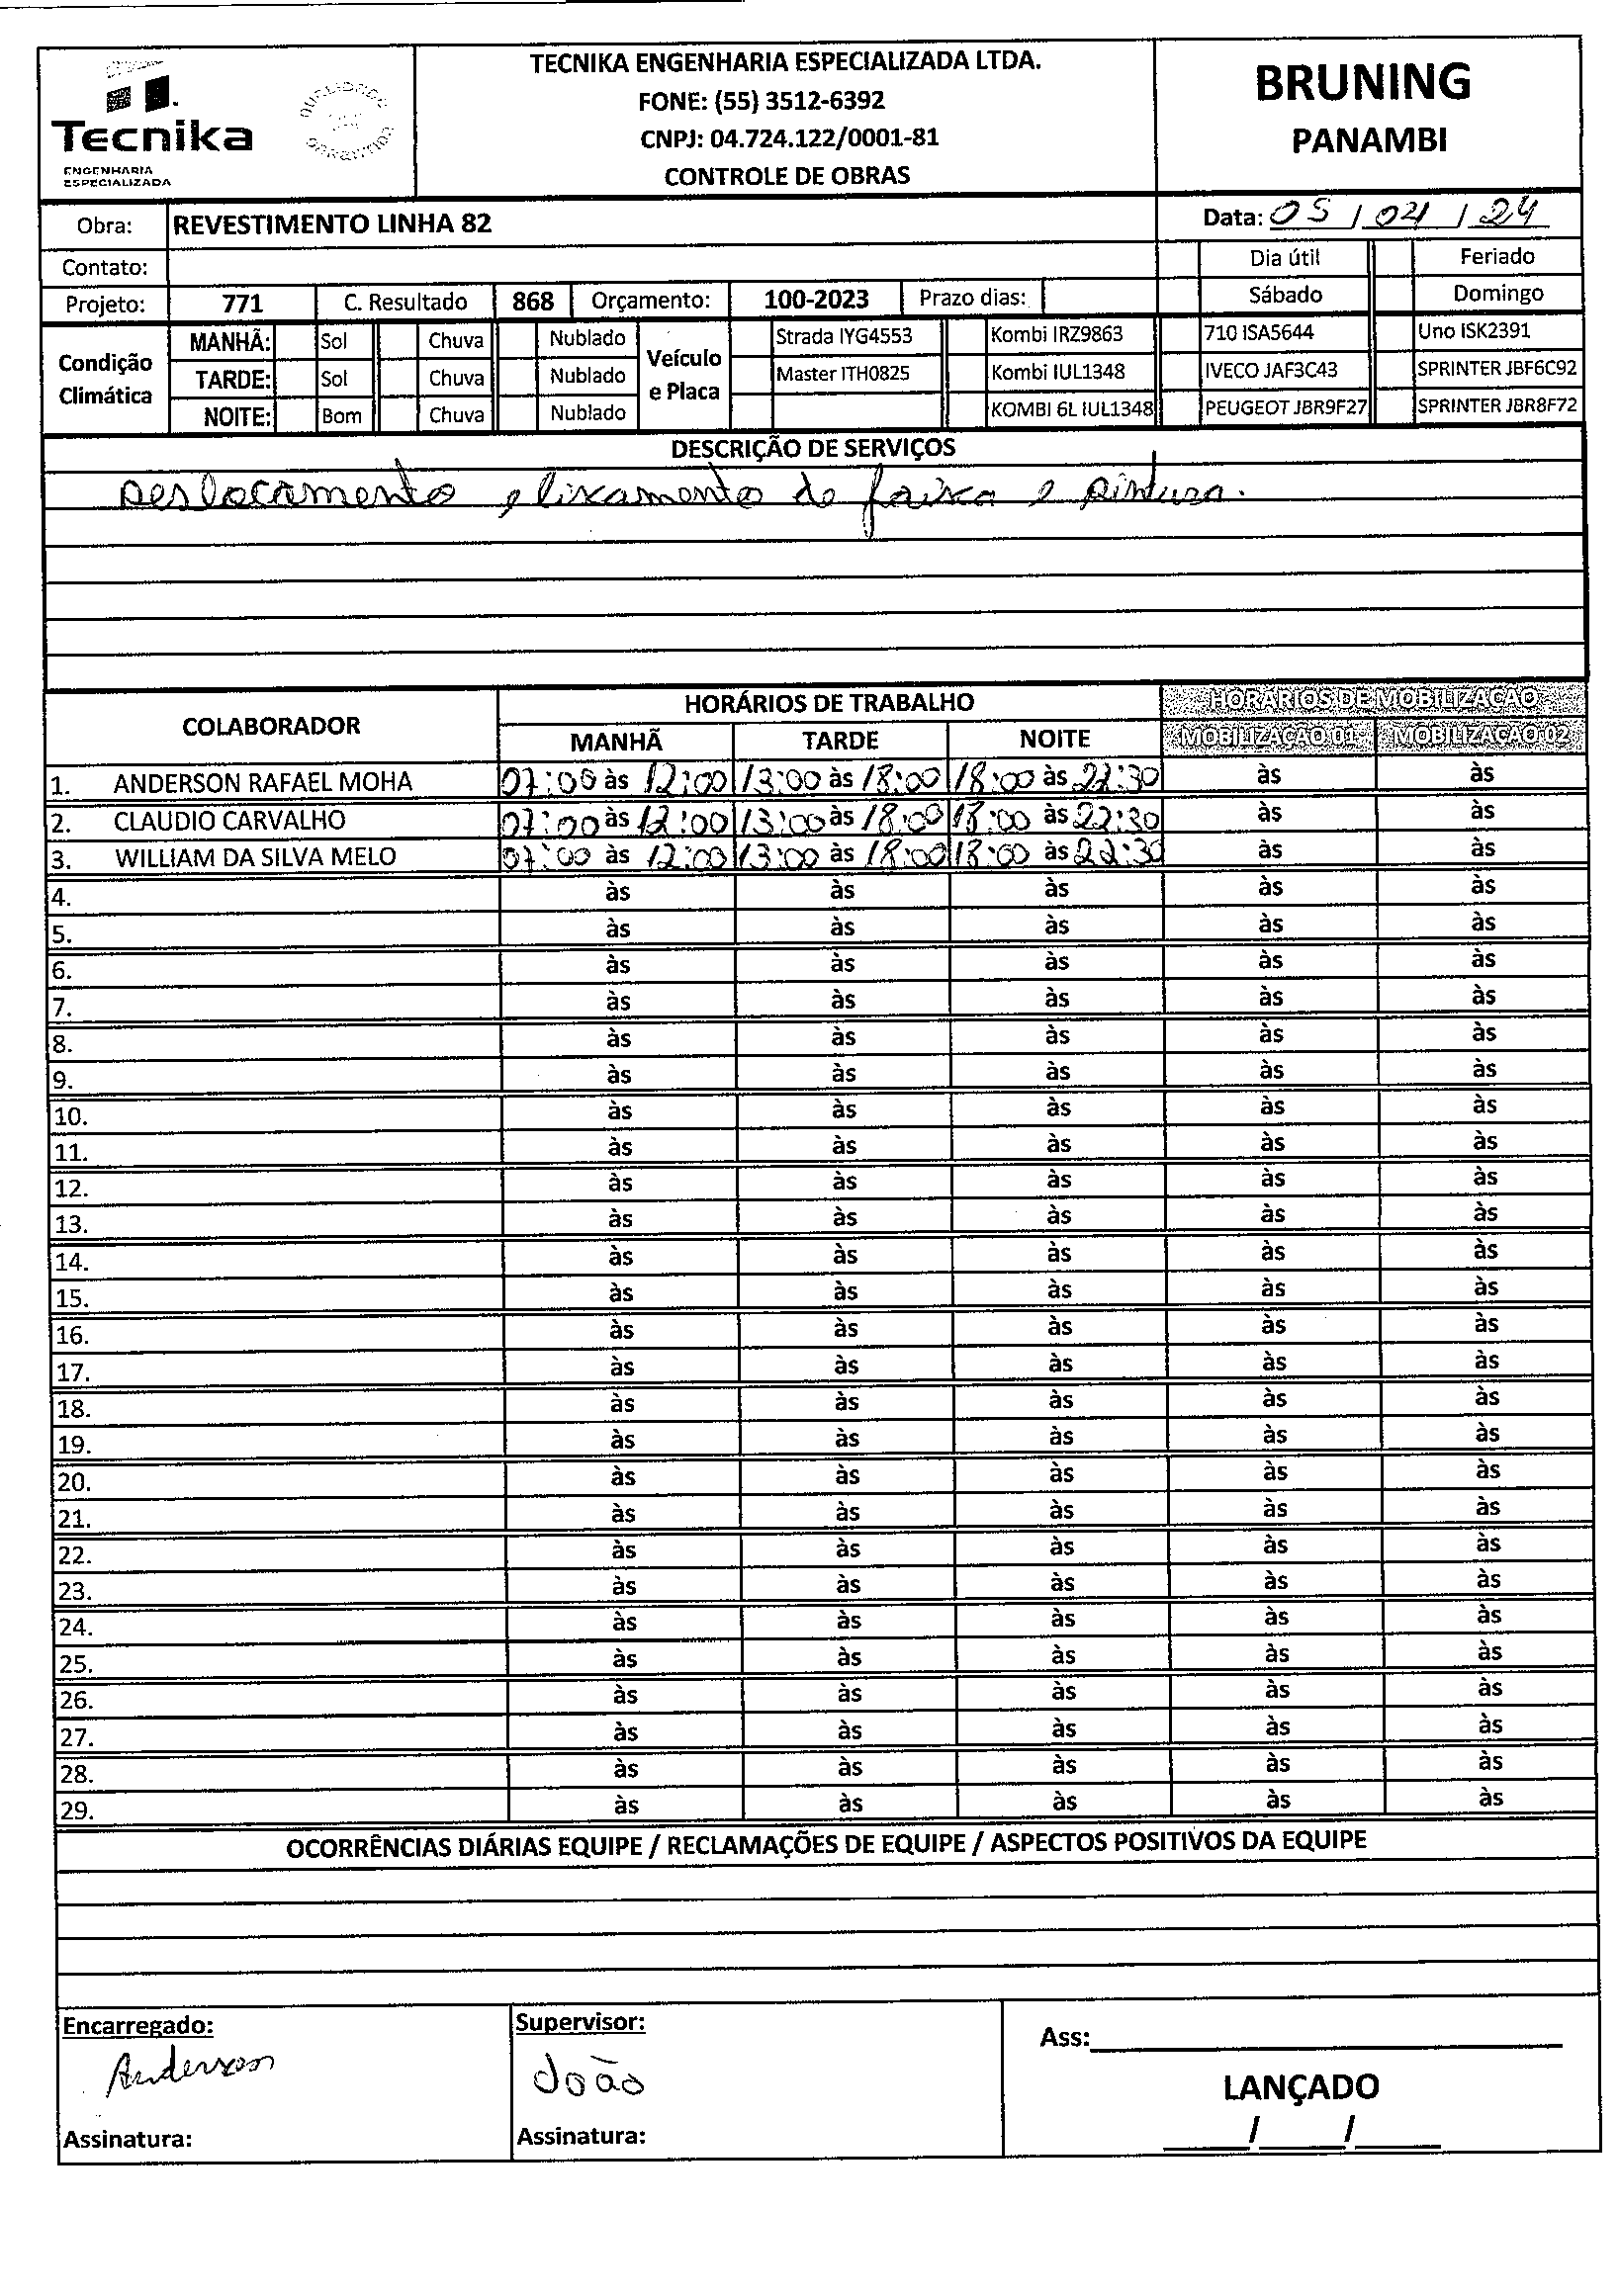 TECNIKA ENGENHARIA ESPECIALIZADA LTDA.
FONE: (55) 3512-6392
CNPJ: 04.724.122/0001-81
CONTROLE DE OBRAS
Tecnika
ENGENHARIA
ESPECIALIZADA
QUALIDADE
GARANTIDA
BRUNING
PANAMBI
Obra: REVESTIMENTO LINHA 82 Data: 05 / 04 / 24
Contato: Dia útil Feriado
Projeto: 771 C. Resultado 868 Orçamento: 100-2023 Prazo dias: Sábado Domingo
Condição Climática Veículo e Placa
MANHÃ: Sol Chuva Nublado Strada IYG4553 Kombi IRZ9863 710 ISA5644 Uno ISK2391
TARDE: Sol Chuva Nublado Master ITH0825 Kombi IUL1348 IVECO JAF3C43 SPRINTER JBF6C92
NOITE: Bom Chuva Nublado KOMBI 6L IUL1348 PEUGEOT JBR9F27 SPRINTER JBR8F72
DESCRIÇÃO DE SERVIÇOS
Deslocamento e lixamento de faixa e pintura.
COLABORADOR HORÁRIOS DE TRABALHO HORÁRIOS DE MOBILIZAÇÃO
MANHÃ TARDE NOITE MOBILIZAÇÃO 01 MOBILIZAÇÃO 02
1. ANDERSON RAFAEL MOHA 07:00 às 12:00 13:00 às 18:00 18:00 às 22:30 às às
2. CLAUDIO CARVALHO 07:00 às 12:00 13:00 às 18:00 18:00 às 22:30 às às
3. WILLIAM DA SILVA MELO 07:00 às 12:00 13:00 às 18:00 18:00 às 22:30 às às
4. às às às às às
5. às às às às às
6. às às às às às
7. às às às às às
8. às às às às às
9. às às às às às
10. às às às às às
11. às às às às às
12. às às às às às
13. às às às às às
14. às às às às às
15. às às às às às
16. às às às às às
17. às às às às às
18. às às às às às
19. às às às às às
20. às às às às às
21. às às às às às
22. às às às às às
23. às às às às às
24. às às às às às
25. às às às às às
26. às às às às às
27. às às às às às
28. às às às às às
29. às às às às às
OCORRÊNCIAS DIÁRIAS EQUIPE / RECLAMAÇÕES DE EQUIPE / ASPECTOS POSITIVOS DA EQUIPE
Encarregado: Supervisor: Ass:
Anderson João
LANÇADO
Assinatura: Assinatura: / /